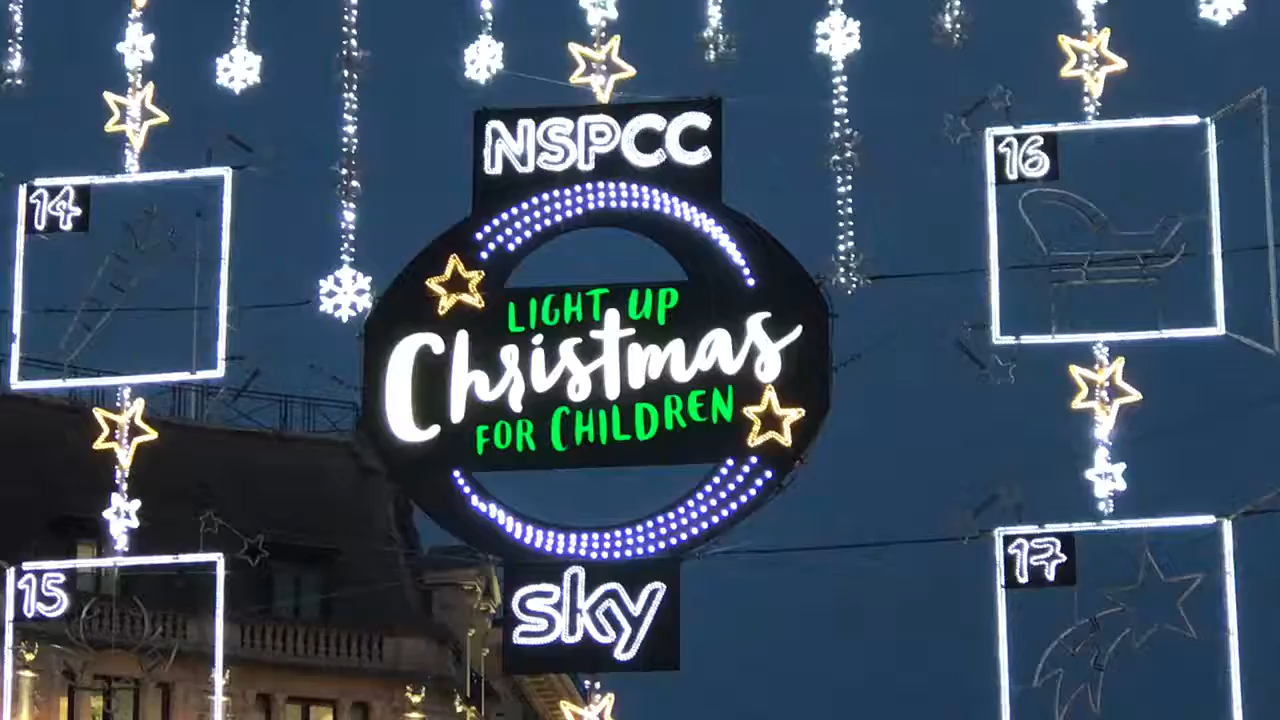 NSPCC
16
14
LIGHT UP
Christmas
FOR CHILDREN
17
15
sky